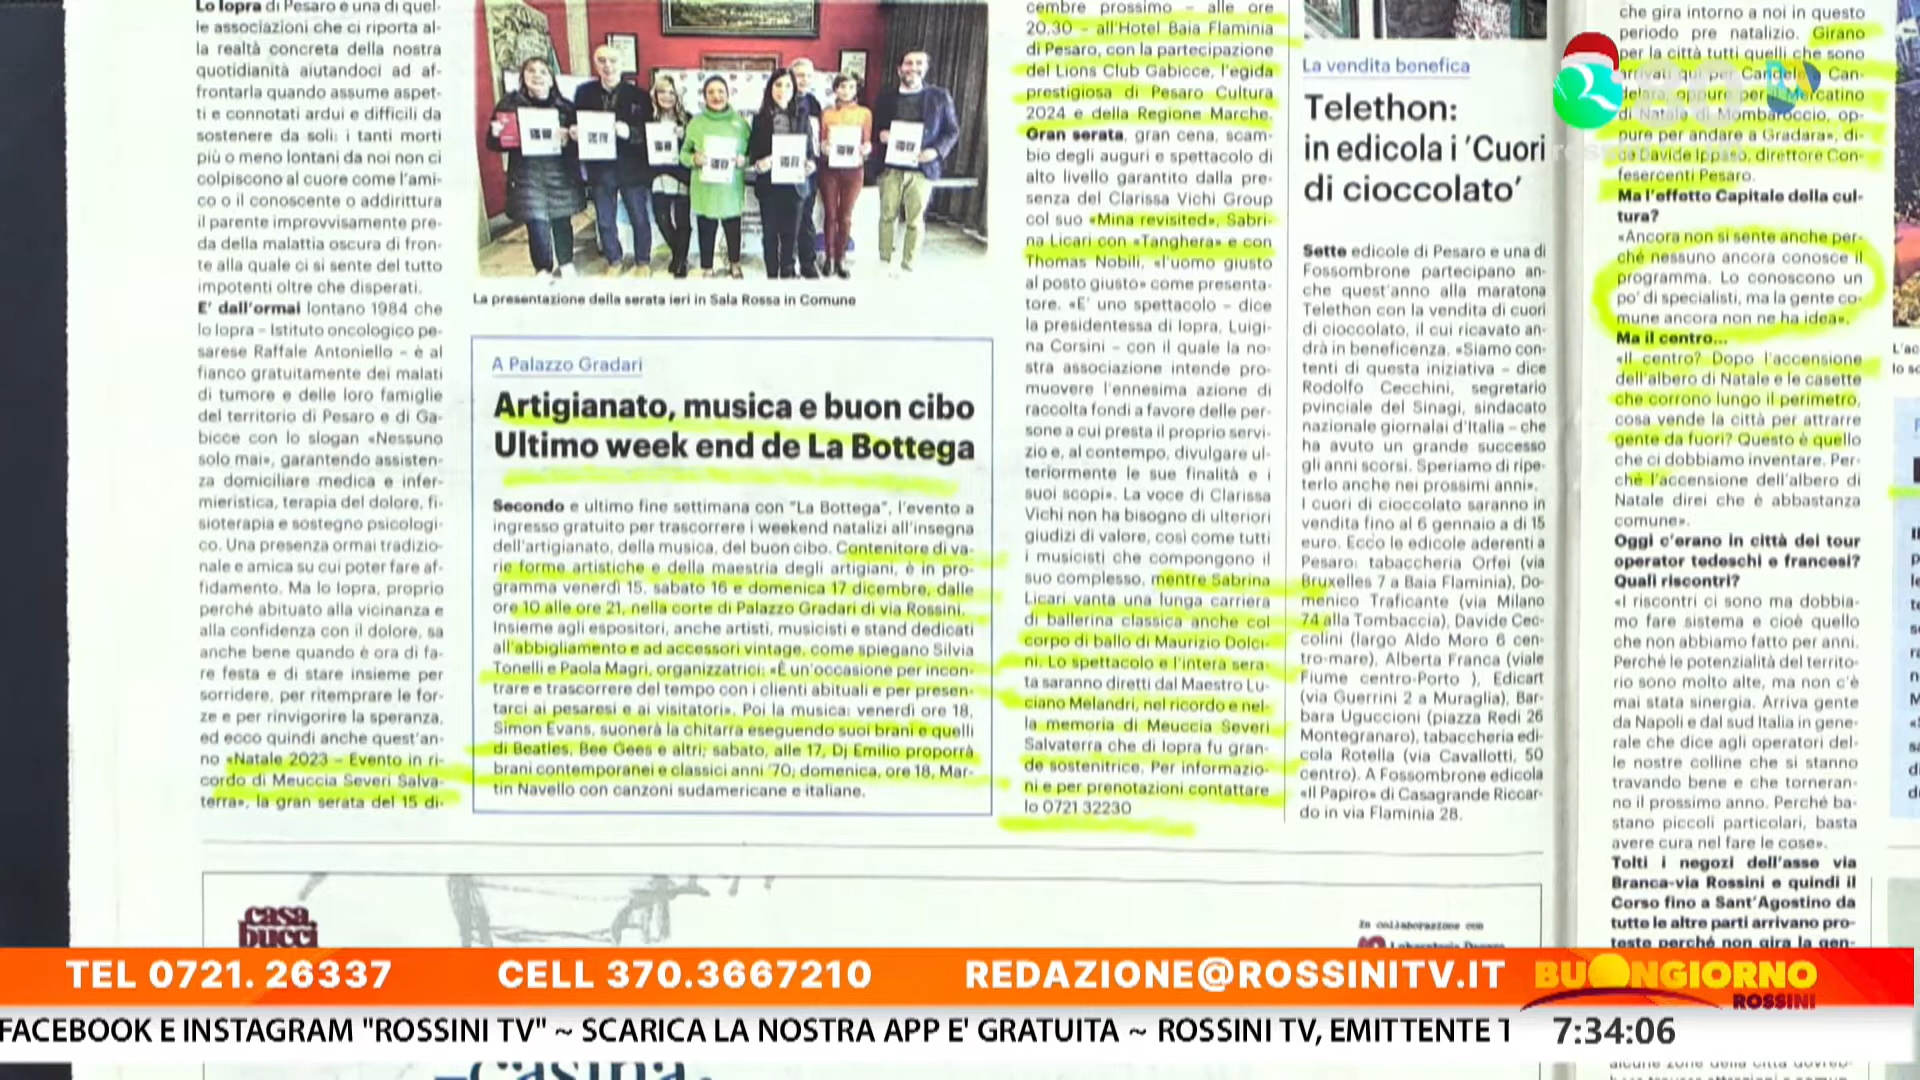 Lo Iopra di Pesaro è una di quel-
le associazioni che ci riporta al-
la realtà concreta della nostra
quotidianità aiutandoci ad af-
frontarla quando assume aspet-
ti e connotati ardui e difficili da
sostenere da soli: i tanti morti
più o meno lontani da noi non ci
colpiscono al cuore come l'ami-
co o il conoscente o addirittura
il parente improvvisamente pre-
da della malattia oscura di fron-
te alla quale ci si sente del tutto
impotenti oltre che disperati.
E' dall'ormai lontano 1984 che
lo Iopra – Istituto oncologico pe-
sarese Raffale Antoniello – è al
fianco gratuitamente dei malati
di tumore e delle loro famiglie
del territorio di Pesaro e di Ga-
bicce con lo slogan «Nessuno
solo mai», garantendo assisten-
za domiciliare medica e infer-
mieristica, terapia del dolore, fi-
sioterapia e sostegno psicologi-
co. Una presenza ormai tradizio-
nale e amica su cui poter fare af-
fidamento. Ma lo Iopra, proprio
perché abituato alla vicinanza e
alla confidenza con il dolore, sa
anche bene quando è ora di fa-
re festa e di stare insieme per
sorridere, per ritemprare le for-
ze e per rinvigorire la speranza,
ed ecco quindi anche quest'an-
no «Natale 2023 – Evento in ri-
cordo di Meuccia Severi Salva-
terra», la gran serata del 15 di-
La presentazione della serata ieri in Sala Rossa in Comune
A Palazzo Gradari
Artigianato, musica e buon cibo
Ultimo week end de La Bottega
Secondo e ultimo fine settimana con "La Bottega", l'evento a
ingresso gratuito per trascorrere i weekend natalizi all'insegna
dell'artigianato, della musica, del buon cibo. Contenitore di va-
rie forme artistiche e della maestria degli artigiani, è in pro-
gramma venerdì 15, sabato 16 e domenica 17 dicembre, dalle
ore 10 alle ore 21, nella corte di Palazzo Gradari di via Rossini.
Insieme agli espositori, anche artisti, musicisti e stand dedicati
all'abbigliamento e ad accessori vintage, come spiegano Silvia
Tonelli e Paola Magri, organizzatrici: «È un'occasione per incon-
trare e trascorrere del tempo con i clienti abituali e per presen-
tarci ai pesaresi e ai visitatori». Poi la musica: venerdì ore 18,
Simon Evans, suonerà la chitarra eseguendo suoi brani e quelli
di Beatles, Bee Gees e altri; sabato, alle 17, Dj Emilio proporrà
brani contemporanei e classici anni '70; domenica, ore 18, Mar-
tin Navello con canzoni sudamericane e italiane.
cembre prossimo – alle ore
20.30 – all'Hotel Baia Flaminia
di Pesaro, con la partecipazione
del Lions Club Gabicce, l'egida
prestigiosa di Pesaro Cultura
2024 e della Regione Marche.
Gran serata, gran cena, scam-
bio degli auguri e spettacolo di
alto livello garantito dalla pre-
senza del Clarissa Vichi Group
col suo «Mina revisited», Sabri-
na Licari con «Tanghera» e con
Thomas Nobili, «l'uomo giusto
al posto giusto» come presenta-
tore. «E' uno spettacolo – dice
la presidentessa di Iopra, Luigi-
na Corsini – con il quale la no-
stra associazione intende pro-
muovere l'ennesima azione di
raccolta fondi a favore delle per-
sone a cui presta il proprio servi-
zio e, al contempo, divulgare ul-
teriormente le sue finalità e i
suoi scopi». La voce di Clarissa
Vichi non ha bisogno di ulteriori
giudizi di valore, così come tutti
i musicisti che compongono il
suo complesso, mentre Sabrina
Licari vanta una lunga carriera
di ballerina classica anche col
corpo di ballo di Maurizio Dolci-
ni. Lo spettacolo e l'intera sera-
ta saranno diretti dal Maestro Lu-
ciano Melandri, nel ricordo e nel-
la memoria di Meuccia Severi
Salvaterra che di Iopra fu gran-
de sostenitrice. Per informazio-
ni e per prenotazioni contattare
lo 0721 32230
La vendita benefica
Telethon:
in edicola i 'Cuori
di cioccolato'
Sette edicole di Pesaro e una di
Fossombrone partecipano an-
che quest'anno alla maratona
Telethon con la vendita di cuori
di cioccolato, il cui ricavato an-
drà in beneficenza. «Siamo con-
tenti di questa iniziativa – dice
Rodolfo Cecchini, segretario
pvinciale del Sinagi, sindacato
nazionale giornalai d'Italia – che
ha avuto un grande successo
gli anni scorsi. Speriamo di ripe-
terlo anche nei prossimi anni».
I cuori di cioccolato saranno in
vendita fino al 6 gennaio a di 15
euro. Ecco le edicole aderenti a
Pesaro: tabaccheria Orfei (via
Bruxelles 7 a Baia Flaminia), Do-
menico Traficante (via Milano
74 alla Tombaccia), Davide Cec-
colini (largo Aldo Moro 6 cen-
tro-mare), Alberta Franca (viale
Fiume centro-Porto ), Edicart
(via Guerrini 2 a Muraglia), Bar-
bara Uguccioni (piazza Redi 26
Montegranaro), tabaccheria edi-
cola Rotella (via Cavallotti, 50
centro). A Fossombrone edicola
«Il Papiro» di Casagrande Riccar-
do in via Flaminia 28.
che gira intorno a noi in questo
periodo pre natalizio. Girano
per la città tutti quelli che sono
arrivati qui per Candele a Can-
delara, oppure per il Mercatino
di Natale di Mombaroccio, op-
pure per andare a Gradara», di-
ce Davide Ippaso, direttore Con-
fesercenti Pesaro.
Ma l'effetto Capitale della cul-
tura?
«Ancora non si sente anche per-
ché nessuno ancora conosce il
programma. Lo conoscono un
po' di specialisti, ma la gente co-
mune ancora non ne ha idea».
Ma il centro...
«Il centro? Dopo l'accensione
dell'albero di Natale e le casette
che corrono lungo il perimetro,
cosa vende la città per attrarre
gente da fuori? Questo è quello
che ci dobbiamo inventare. Per-
ché l'accensione dell'albero di
Natale direi che è abbastanza
comune».
Oggi c'erano in città dei tour
operator tedeschi e francesi?
Quali riscontri?
«I riscontri ci sono ma dobbia-
mo fare sistema e cioè quello
che non abbiamo fatto per anni.
Perché le potenzialità del territo-
rio sono molto alte, ma non c'è
mai stata sinergia. Arriva gente
da Napoli e dal sud Italia in gene-
rale che dice agli operatori del-
le nostre colline che si stanno
travando bene e che torneran-
no il prossimo anno. Perché ba-
stano piccoli particolari, basta
avere cura nel fare le cose».
Tolti i negozi dell'asse via
Branca-via Rossini e quindi il
Corso fino a Sant'Agostino da
tutte le altre parti arrivano pro-
teste perché non gira la gen-
casa
bucci
In collaborazione con
TEL 0721. 26337 CELL 370.3667210 REDAZIONE@ROSSINITV.IT
BUONGIORNO
ROSSINI
FACEBOOK E INSTAGRAM "ROSSINI TV" ~ SCARICA LA NOSTRA APP E' GRATUITA ~ ROSSINI TV, EMITTENTE T
7:34:06